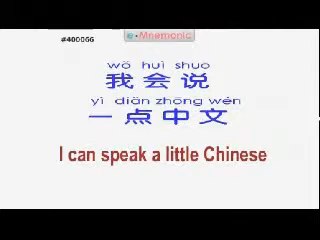 #400066
e-Mnemonic
wǒ huì shuo
我会说
yì diǎn zhōng wén
一点中文
I can speak a little Chinese